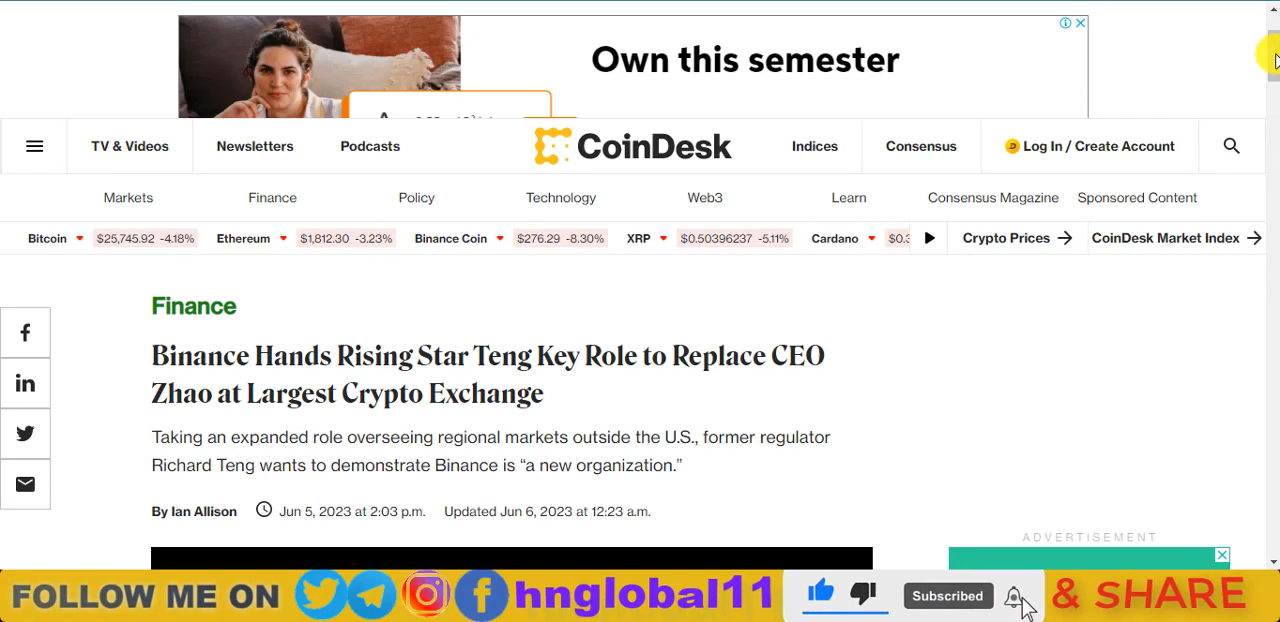 Own this semester
TV & Videos
Newsletters
Podcasts
CoinDesk
Indices
Consensus
Log In / Create Account
Markets
Finance
Policy
Technology
Web3
Learn
Consensus Magazine
Sponsored Content
Bitcoin $25,745.92 -4.18%
Ethereum $1,812.30 -3.23%
Binance Coin $276.29 -8.30%
XRP $0.50396237 -5.11%
Cardano
Crypto Prices
CoinDesk Market Index
Finance
Binance Hands Rising Star Teng Key Role to Replace CEO
Zhao at Largest Crypto Exchange
Taking an expanded role overseeing regional markets outside the U.S., former regulator
Richard Teng wants to demonstrate Binance is “a new organization.”
By Ian Allison Jun 5, 2023 at 2:03 p.m. Updated Jun 6, 2023 at 12:23 a.m.
ADVERTISEMENT
FOLLOW ME ON hnglobal11 Subscribed & SHARE